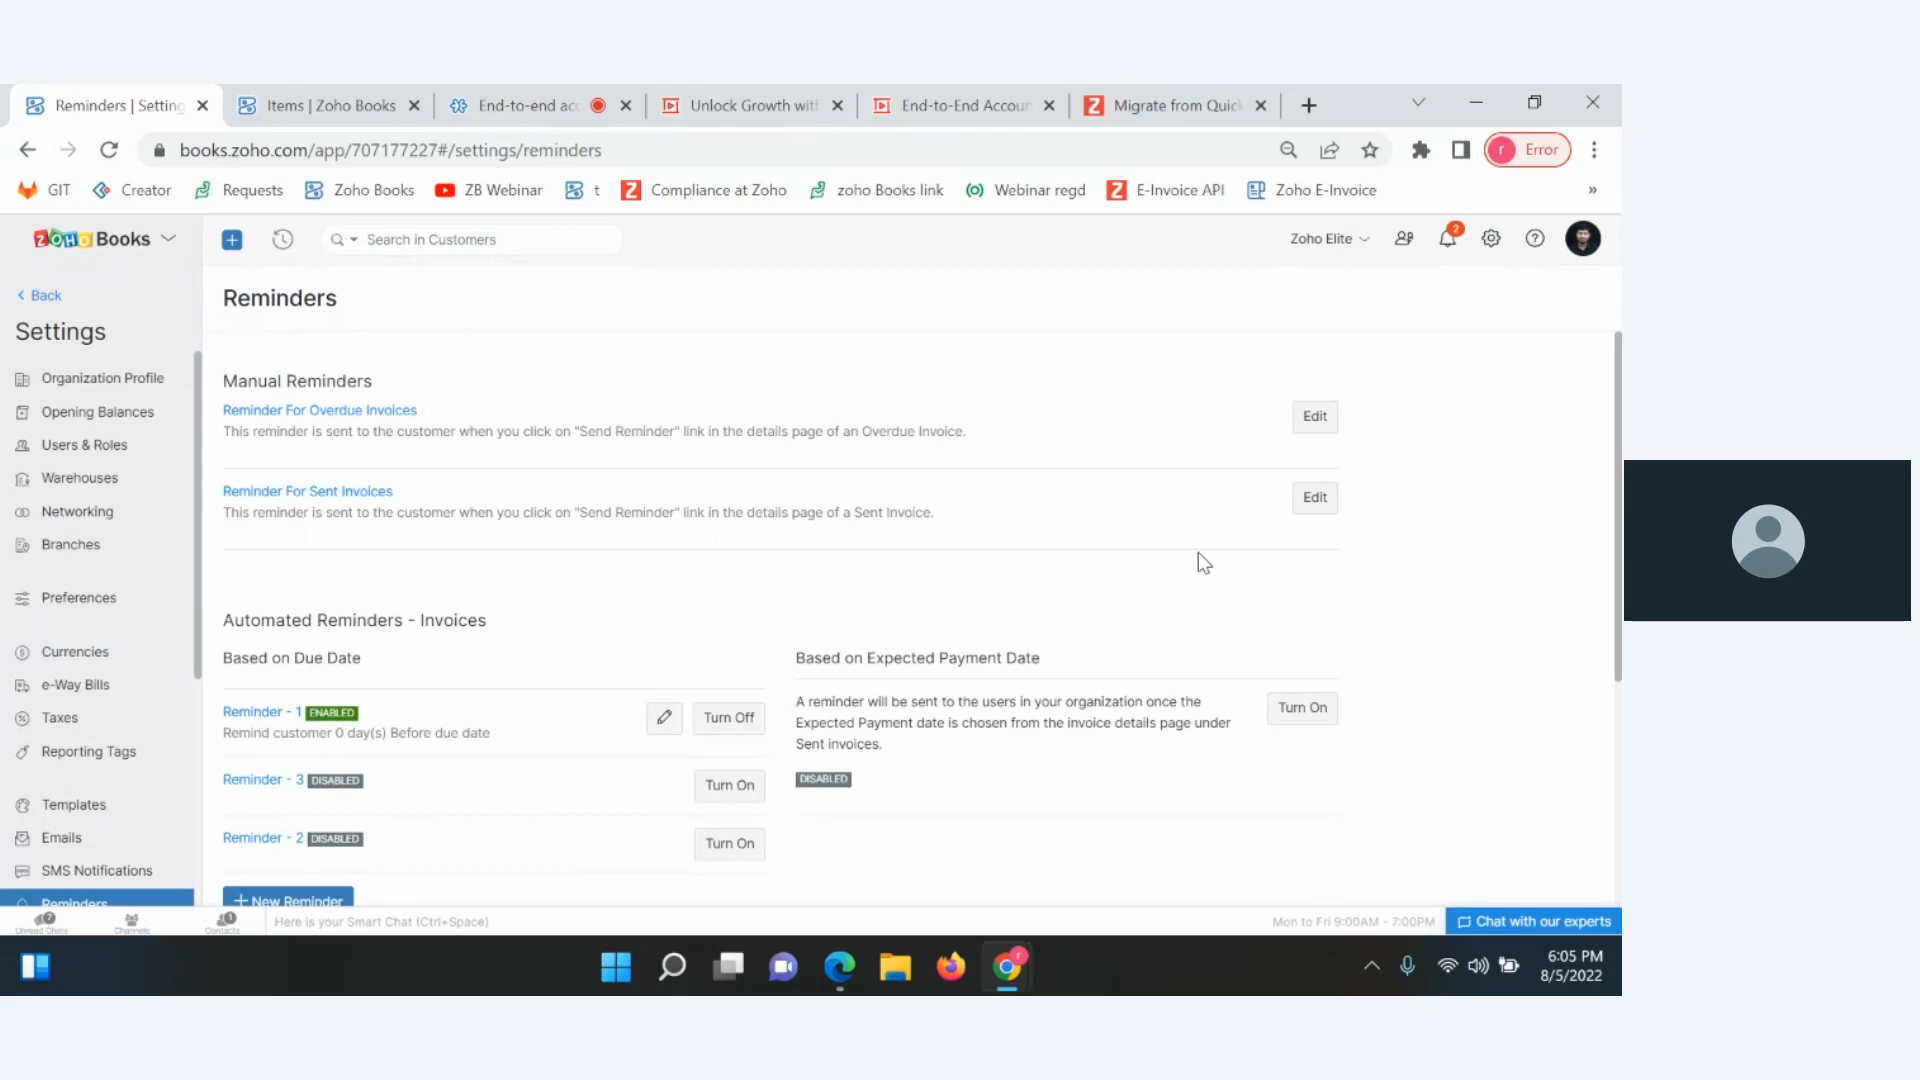 Reminders | Setting
Items | Zoho Books
End-to-end acc
Unlock Growth with
End-to-End Accoun
Migrate from Quick
books.zoho.com/app/707177227#/settings/reminders
r
Error
GIT
Creator
Requests
Zoho Books
ZB Webinar
t
Compliance at Zoho
zoho Books link
Webinar regd
E-Invoice API
Zoho E-Invoice
»
ZOHO Books
Search in Customers
Zoho Elite
2
< Back
Settings
Organization Profile
Opening Balances
Users & Roles
Warehouses
Networking
Branches
Preferences
Currencies
e-Way Bills
Taxes
Reporting Tags
Templates
Emails
SMS Notifications
Reminders
Reminders
Manual Reminders
Reminder For Overdue Invoices
This reminder is sent to the customer when you click on "Send Reminder" link in the details page of an Overdue Invoice.
Edit
Reminder For Sent Invoices
This reminder is sent to the customer when you click on "Send Reminder" link in the details page of a Sent Invoice.
Edit
Automated Reminders - Invoices
Based on Due Date
Reminder - 1 ENABLED
Remind customer 0 day(s) Before due date
Turn Off
Reminder - 3 DISABLED
Turn On
Reminder - 2 DISABLED
Turn On
+ New Reminder
Based on Expected Payment Date
A reminder will be sent to the users in your organization once the
Expected Payment date is chosen from the invoice details page under
Sent invoices.
Turn On
DISABLED
Unread Chats
Channels
Contacts
Here is your Smart Chat (Ctrl+Space)
Mon to Fri 9:00AM - 7:00PM
Chat with our experts
6:05 PM
8/5/2022